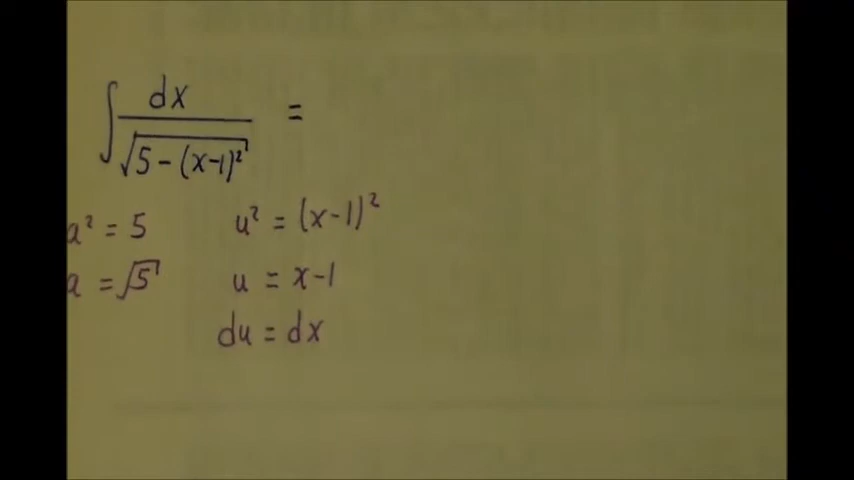 ∫ dx / √(5-(x-1)²) =
a² = 5 u² = (x-1)²
a = √5 u = x-1
du = dx